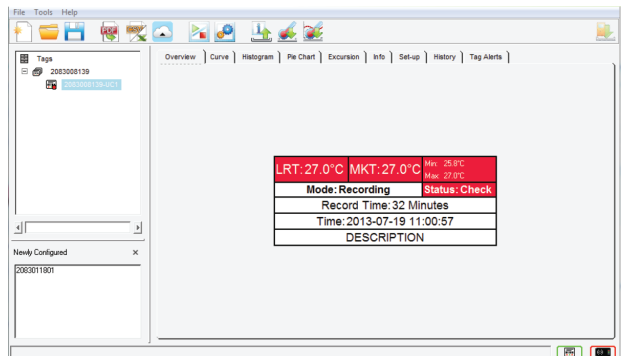 File Tools Help
PDF
Tags
2083008139
2083008139-UC1
Newly Configured ×
2083011801
Overview Curve Histogram Pie Chart Excursion Info Set-up History Tag Alerts
LRT: 27.0°C MKT: 27.0°C Min: 25.8°C
Max: 27.0°C
Mode: Recording Status: Check
Record Time: 32 Minutes
Time: 2013-07-19 11:00:57
DESCRIPTION